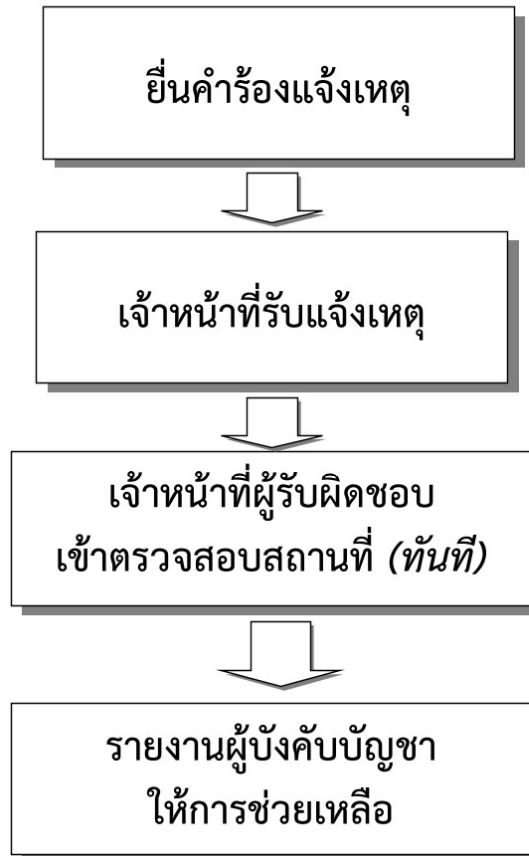 ยื่นคำร้องแจ้งเหตุ
เจ้าหน้าที่รับแจ้งเหตุ
เจ้าหน้าที่ผู้รับผิดชอบ
เข้าตรวจสอบสถานที่ (ทันที)
รายงานผู้บังคับบัญชา
ให้การช่วยเหลือ